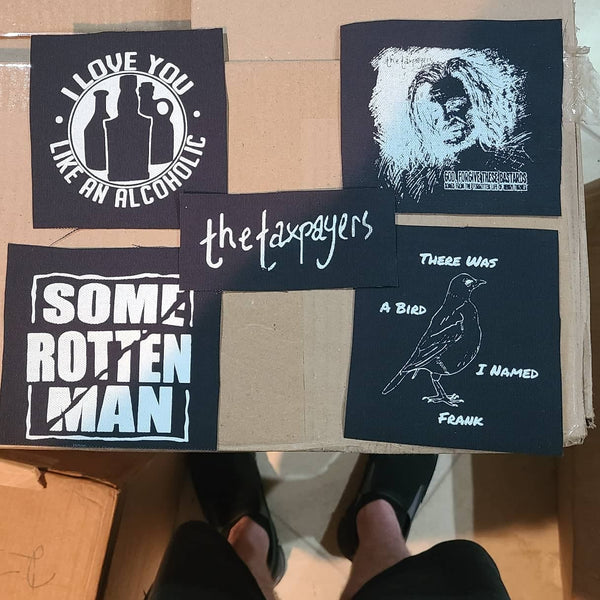 I LOVE YOU
LIKE AN ALCOHOLIC
the taxpayers
GOD, FORGIVE THESE BASTARDS
the taxpayers
SOME
ROTTEN
MAN
THERE WAS
A BIRD
I NAMED
FRANK